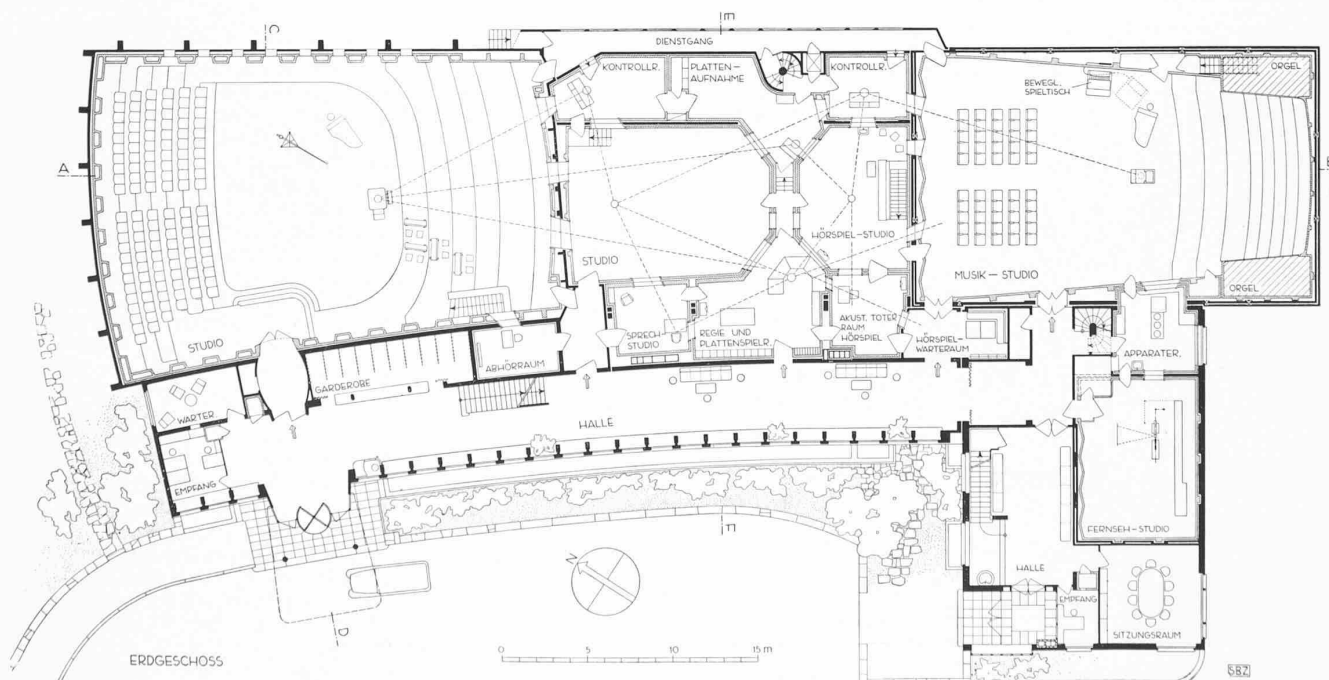 C
E
DIENSTGANG
KONTROLLR.
PLATTEN-
AUFNAHME
KONTROLLR.
ORGEL
BEWEGL.
SPIELTISCH
A
B
HÖRSPIEL-STUDIO
STUDIO
MUSIK-STUDIO
ORGEL
STUDIO
SPRECH
STUDIO
REGIE UND
PLATTENSPIELR.
AKUST. TOTER
RAUM
HÖRSPIEL
HÖRSPIEL-
WARTERAUM
APPARATER.
ABHÖRRAUM
GARDEROBE
WARTER.
HALLE
EMPFANG
F
FERNSEH-STUDIO
N
HALLE
EMPFANG
SITZUNGSRAUM
D
ERDGESCHOSS
0 5 10 15 m
SBZ